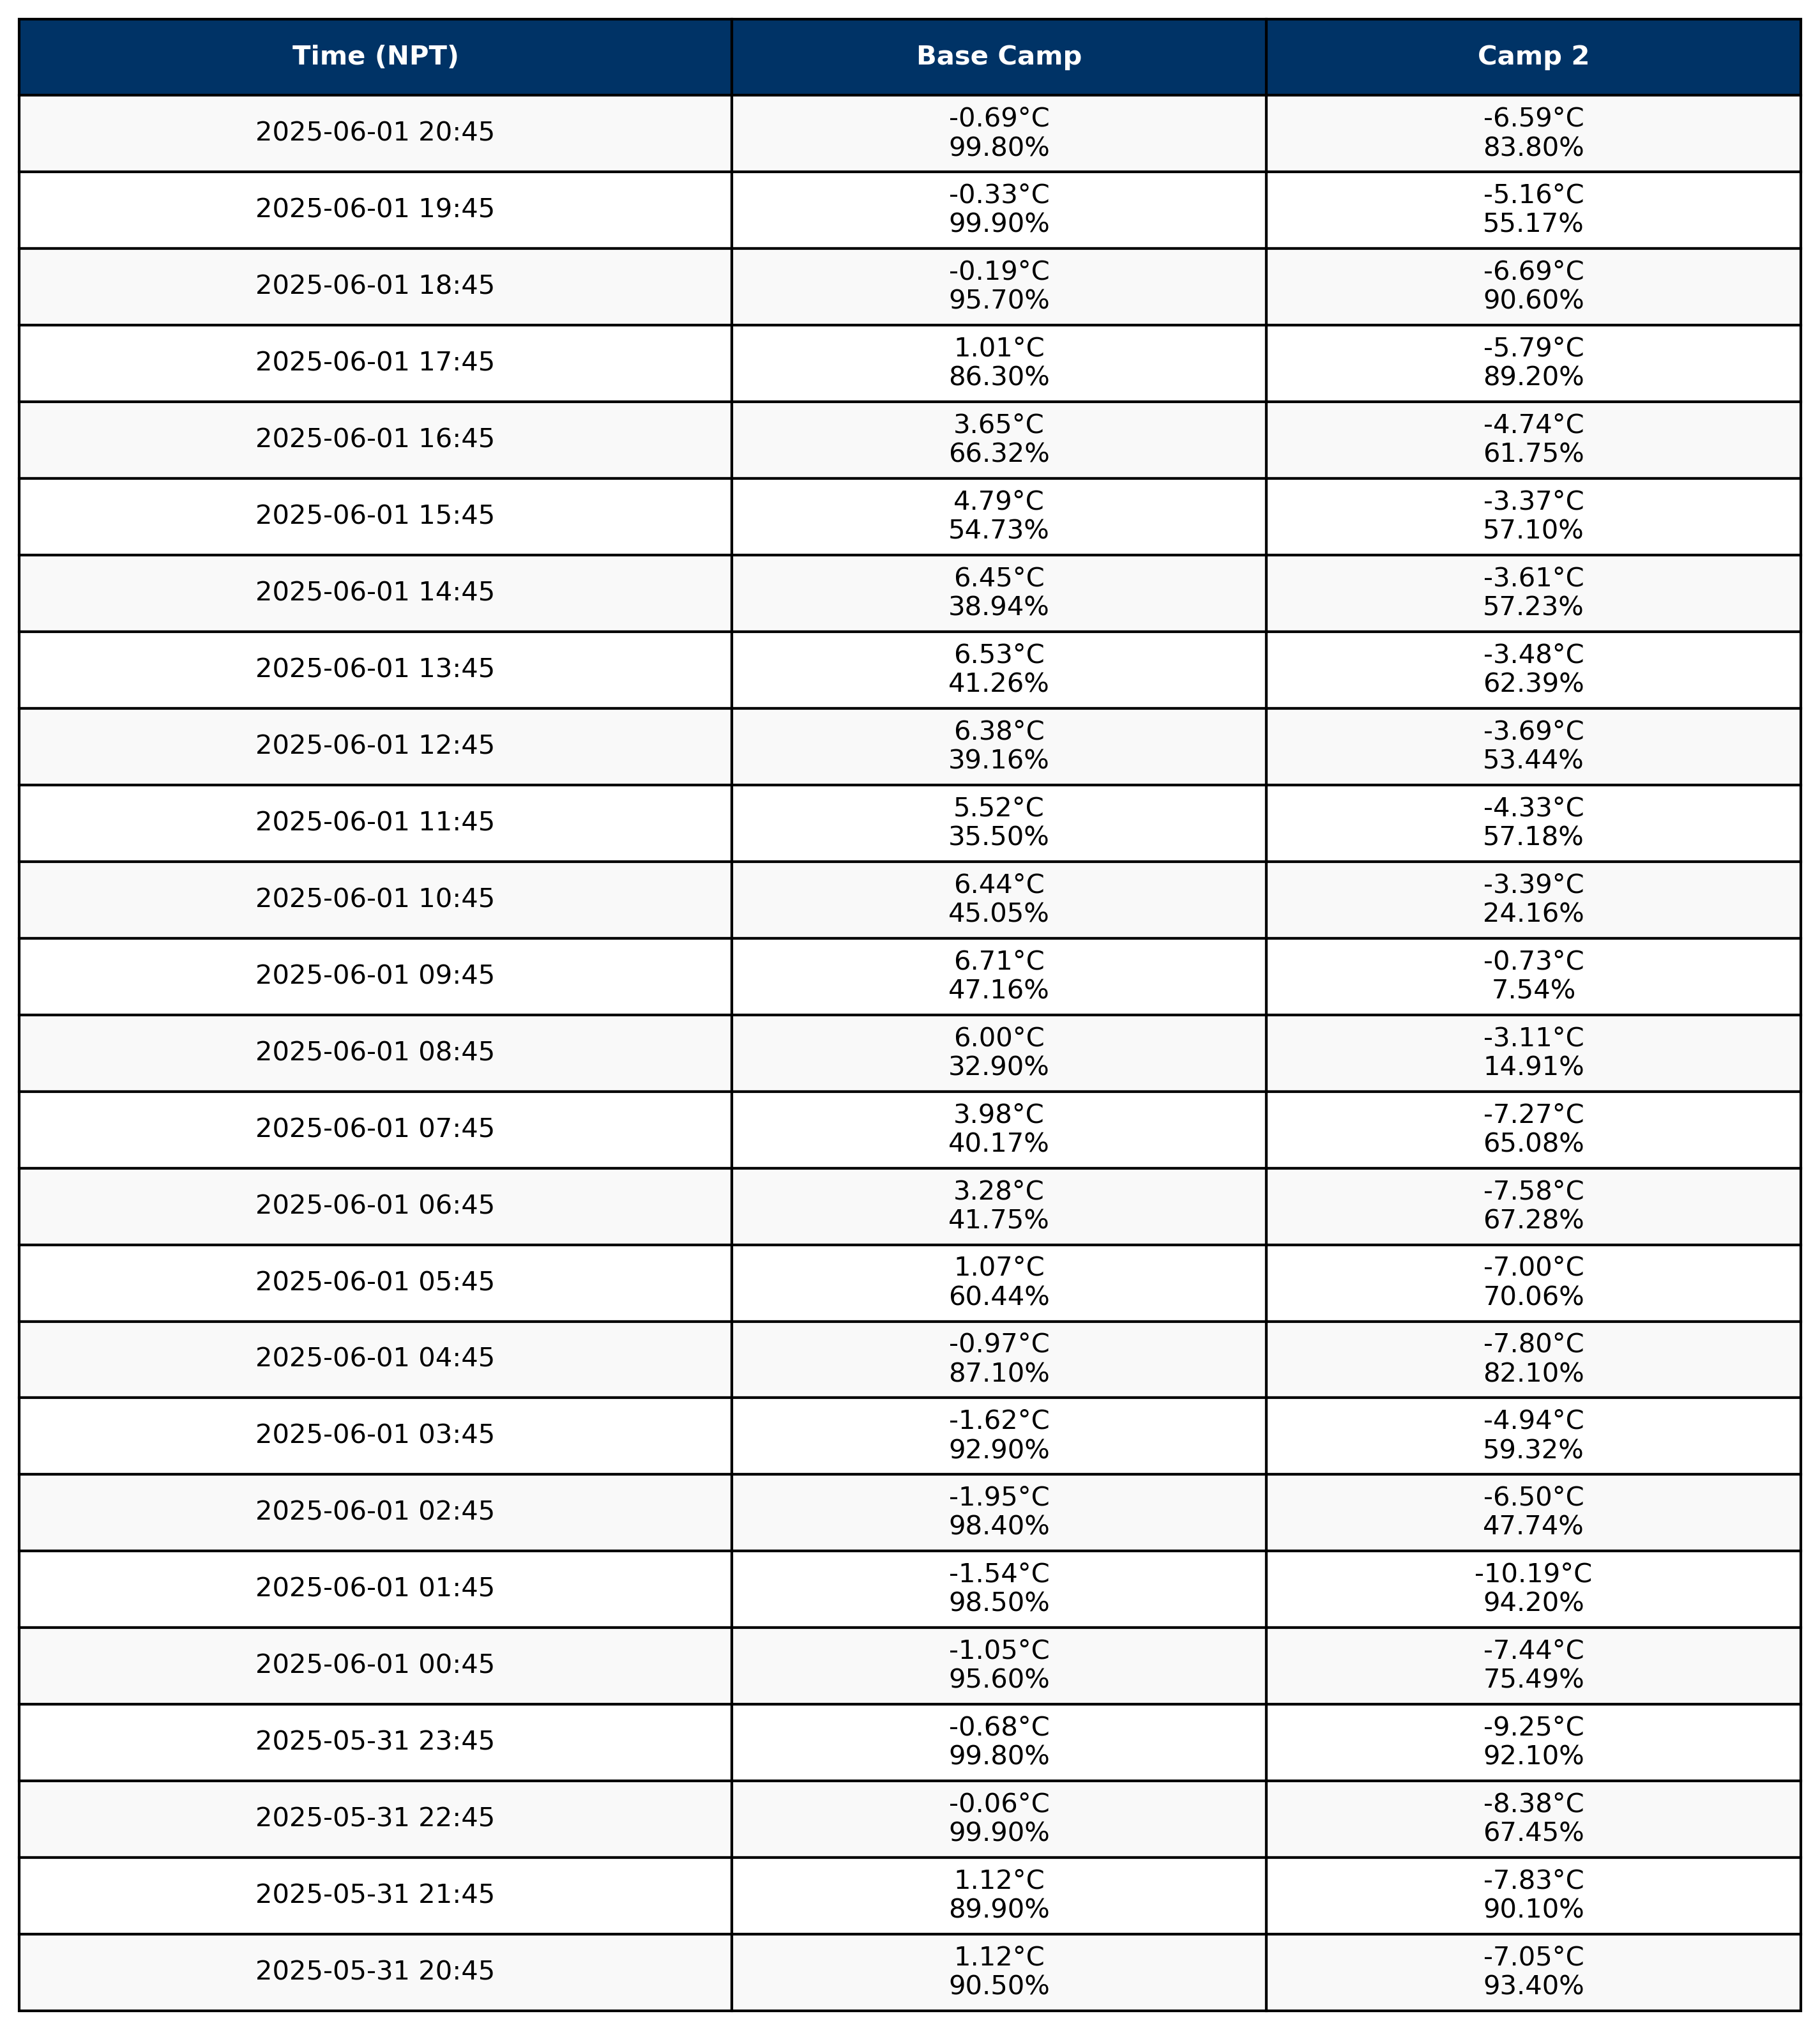 Time (NPT) Base Camp Camp 2
2025-06-01 20:45 -0.69°C -6.59°C
99.80% 83.80%
2025-06-01 19:45 -0.33°C -5.16°C
99.90% 55.17%
2025-06-01 18:45 -0.19°C -6.69°C
95.70% 90.60%
2025-06-01 17:45 1.01°C -5.79°C
86.30% 89.20%
2025-06-01 16:45 3.65°C -4.74°C
66.32% 61.75%
2025-06-01 15:45 4.79°C -3.37°C
54.73% 57.10%
2025-06-01 14:45 6.45°C -3.61°C
38.94% 57.23%
2025-06-01 13:45 6.53°C -3.48°C
41.26% 62.39%
2025-06-01 12:45 6.38°C -3.69°C
39.16% 53.44%
2025-06-01 11:45 5.52°C -4.33°C
35.50% 57.18%
2025-06-01 10:45 6.44°C -3.39°C
45.05% 24.16%
2025-06-01 09:45 6.71°C -0.73°C
47.16% 7.54%
2025-06-01 08:45 6.00°C -3.11°C
32.90% 14.91%
2025-06-01 07:45 3.98°C -7.27°C
40.17% 65.08%
2025-06-01 06:45 3.28°C -7.58°C
41.75% 67.28%
2025-06-01 05:45 1.07°C -7.00°C
60.44% 70.06%
2025-06-01 04:45 -0.97°C -7.80°C
87.10% 82.10%
2025-06-01 03:45 -1.62°C -4.94°C
92.90% 59.32%
2025-06-01 02:45 -1.95°C -6.50°C
98.40% 47.74%
2025-06-01 01:45 -1.54°C -10.19°C
98.50% 94.20%
2025-06-01 00:45 -1.05°C -7.44°C
95.60% 75.49%
2025-05-31 23:45 -0.68°C -9.25°C
99.80% 92.10%
2025-05-31 22:45 -0.06°C -8.38°C
99.90% 67.45%
2025-05-31 21:45 1.12°C -7.83°C
89.90% 90.10%
2025-05-31 20:45 1.12°C -7.05°C
90.50% 93.40%